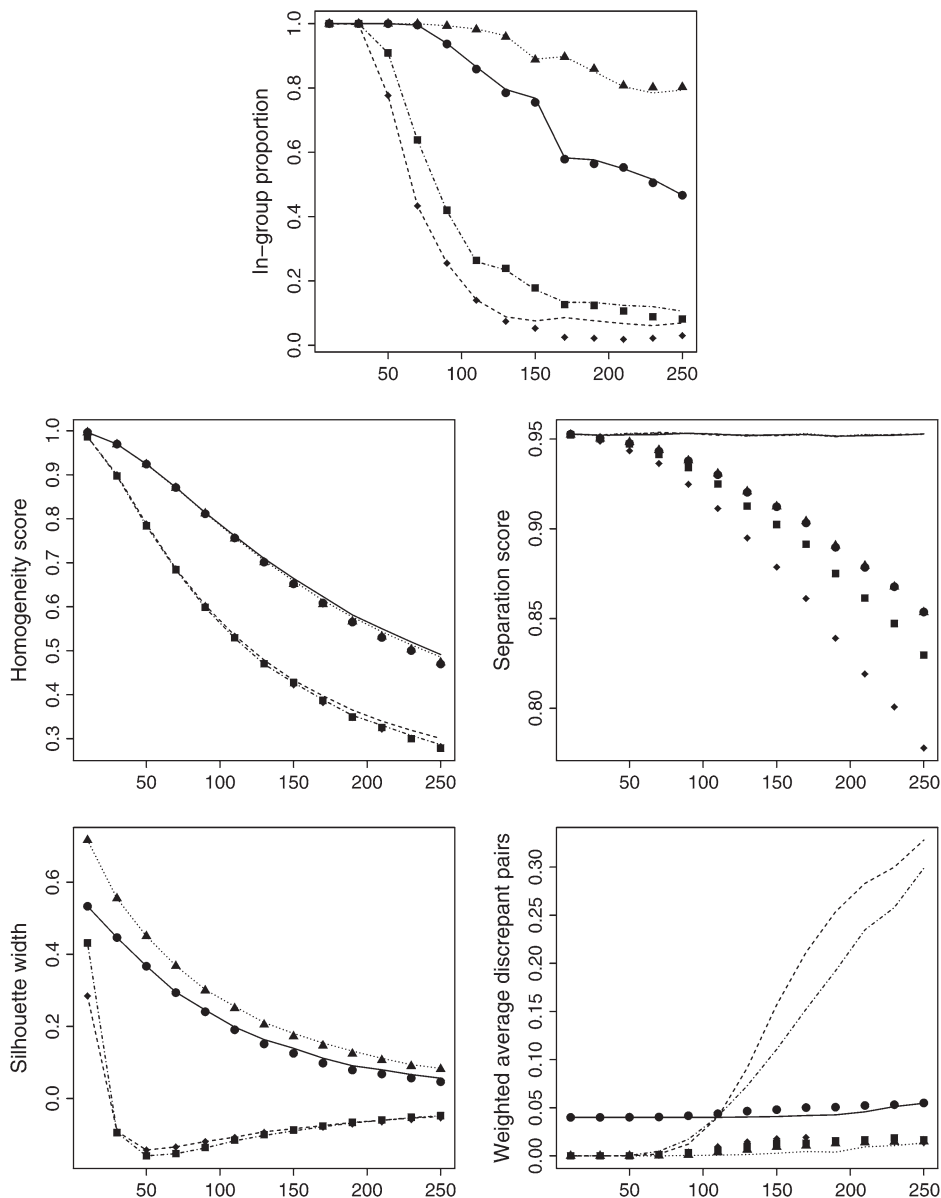 In−group proportion
0.0 0.2 0.4 0.6 0.8 1.0
50 100 150 200 250
Homogeneity score
0.3 0.4 0.5 0.6 0.7 0.8 0.9 1.0
50 100 150 200 250
Separation score
0.80 0.85 0.90 0.95
50 100 150 200 250
Silhouette width
0.0 0.2 0.4 0.6
50 100 150 200 250
Weighted average discrepant pairs
0.00 0.05 0.10 0.15 0.20 0.25 0.30
50 100 150 200 250